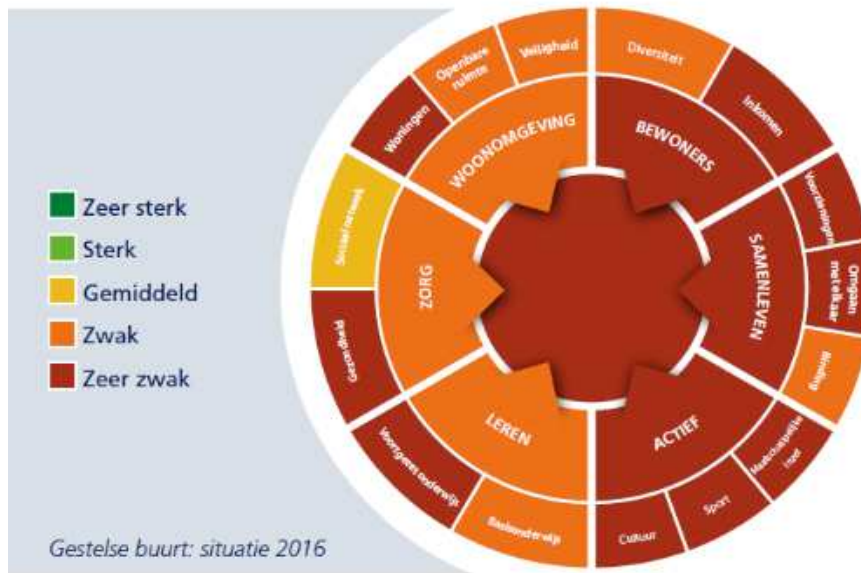 Zeer sterk
Sterk
Gemiddeld
Zwak
Zeer zwak
Gestelse buurt: situatie 2016
WOONOMGEVING
Woningen
Openbare
ruimte
Veiligheid
BEWONERS
Diversiteit
Inkomen
SAMENLEVEN
Voorzieningen
Omgaan
met elkaar
Binding
ACTIEF
Maatschappelijke
inzet
Sport
Cultuur
LEREN
Basisonderwijs
Voortgezet onderwijs
ZORG
Gezondheid
Sociaal netwerk